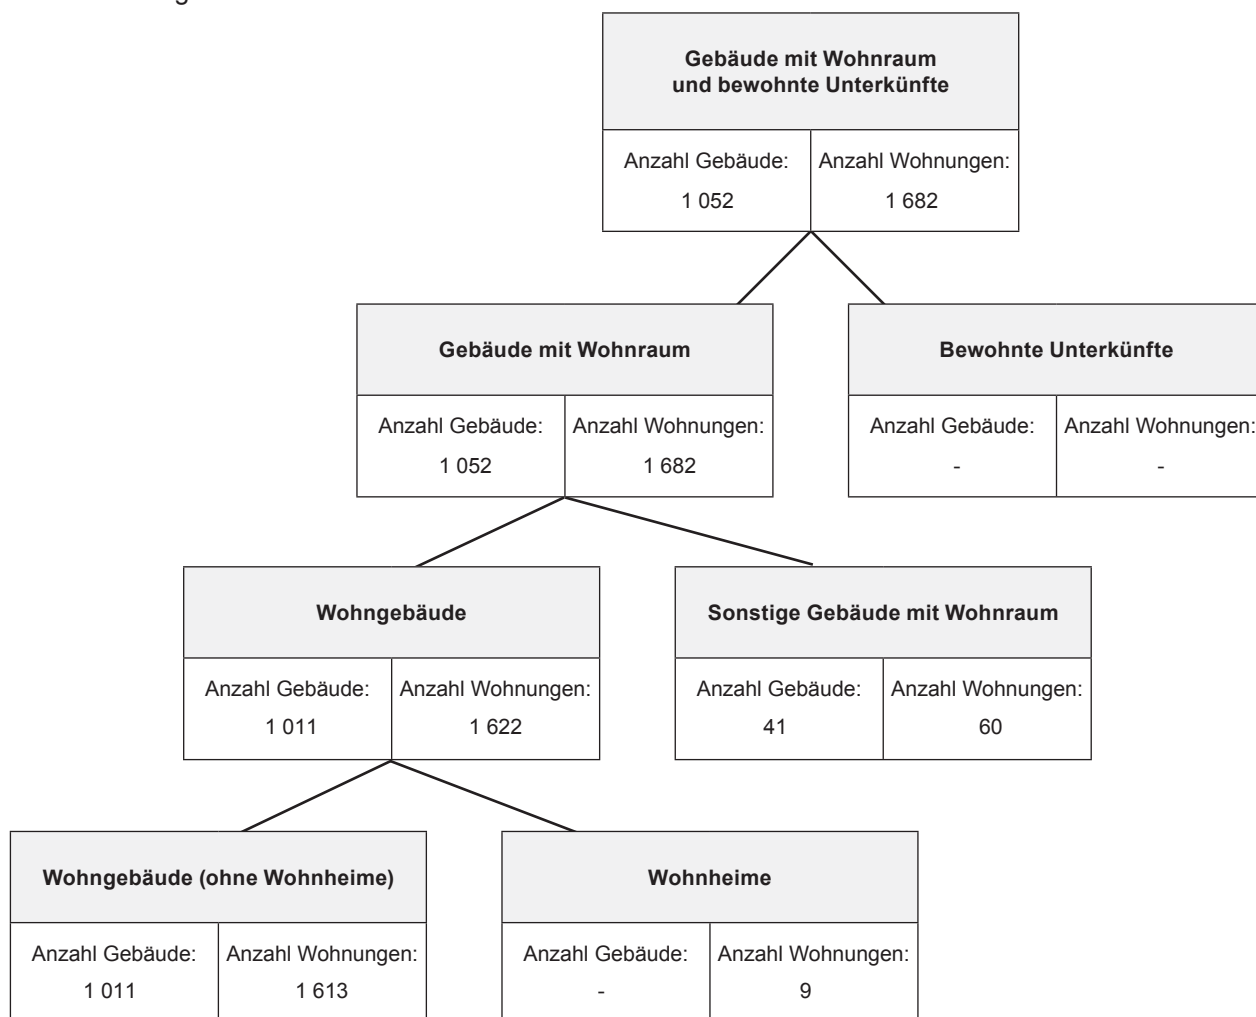 Gebäude mit Wohnraum
und bewohnte Unterkünfte
Anzahl Gebäude: Anzahl Wohnungen:
1 052 1 682
Gebäude mit Wohnraum
Anzahl Gebäude: Anzahl Wohnungen:
1 052 1 682
Bewohnte Unterkünfte
Anzahl Gebäude: Anzahl Wohnungen:
- -
Wohngebäude
Anzahl Gebäude: Anzahl Wohnungen:
1 011 1 622
Sonstige Gebäude mit Wohnraum
Anzahl Gebäude: Anzahl Wohnungen:
41 60
Wohngebäude (ohne Wohnheime)
Anzahl Gebäude: Anzahl Wohnungen:
1 011 1 613
Wohnheime
Anzahl Gebäude: Anzahl Wohnungen:
- 9